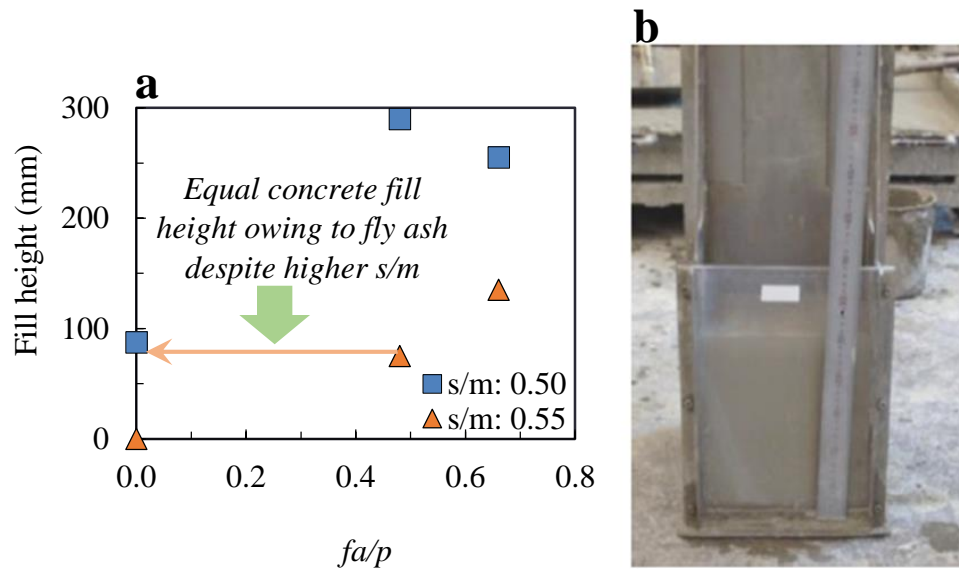 a
b
300
200
100
0
Fill height (mm)
Equal concrete fill
height owing to fly ash
despite higher s/m
s/m: 0.50
s/m: 0.55
0.0 0.2 0.4 0.6 0.8
fa/p